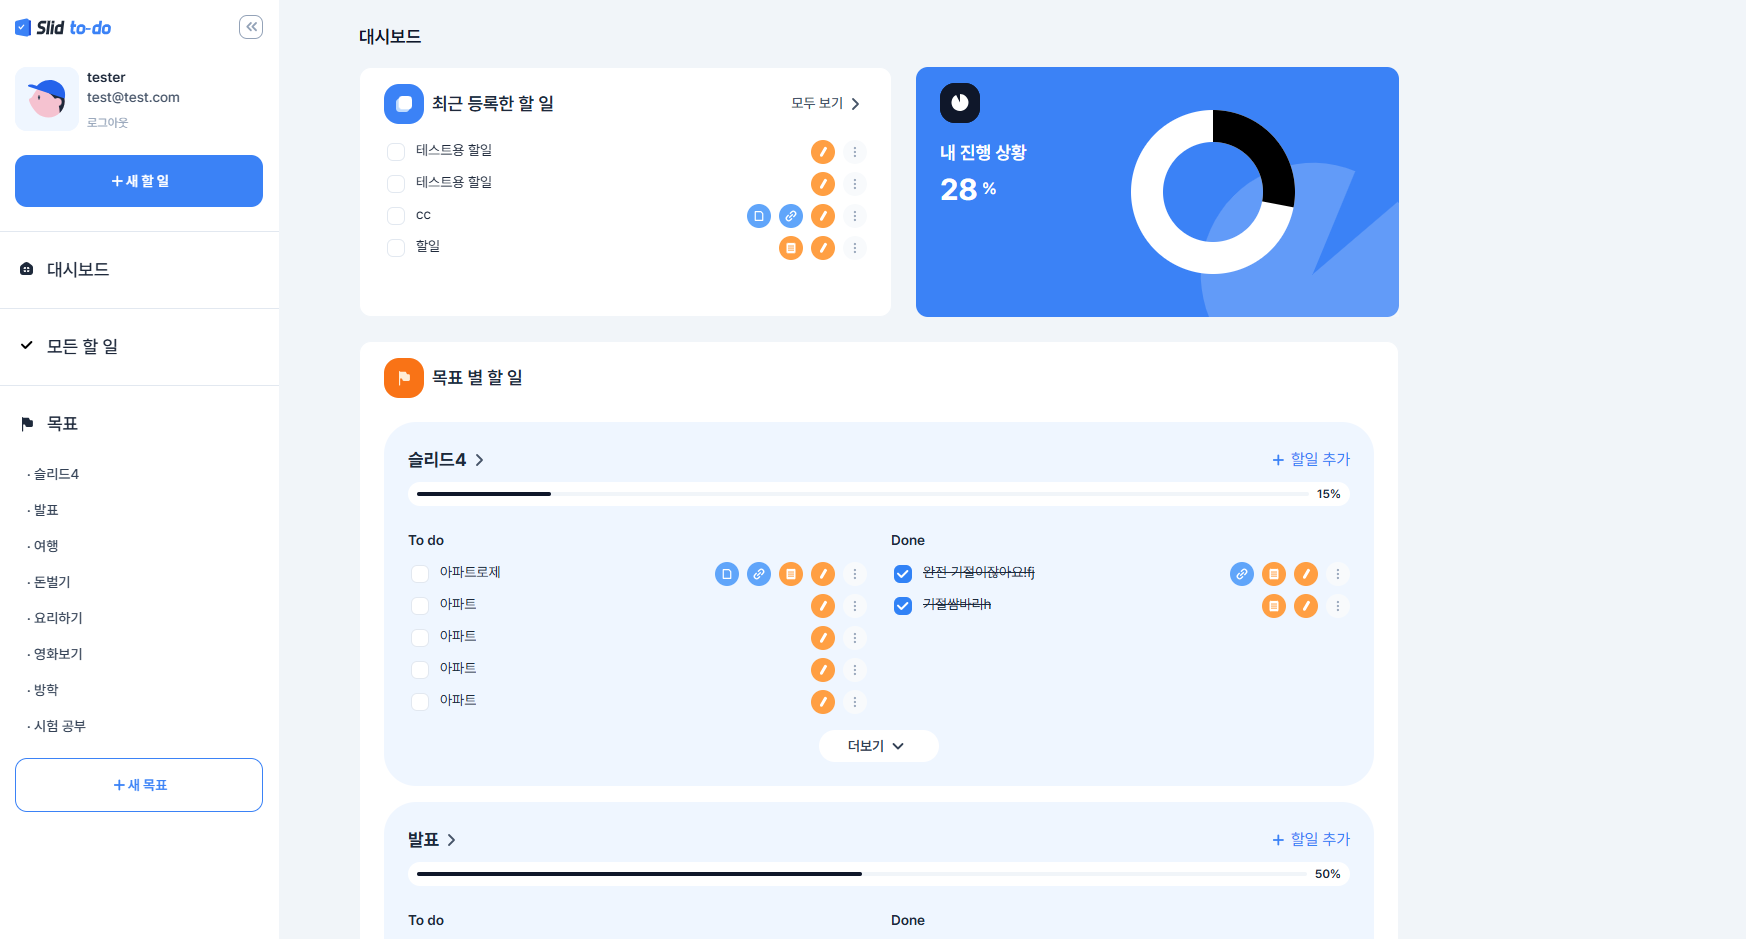 Slid to-do
tester
test@test.com
로그아웃
+ 새 할 일
대시보드
모든 할 일
목표
· 슬리드4
· 발표
· 여행
· 돈벌기
· 요리하기
· 영화보기
· 방학
· 시험 공부
+ 새 목표
대시보드
최근 등록한 할 일
모두 보기
테스트용 할일
테스트용 할일
cc
할일
내 진행 상황
28 %
목표 별 할 일
슬리드4
+ 할일 추가
15%
To do
아파트로제
아파트
아파트
아파트
아파트
Done
완전 기절이잖아요!fj
기절쌈바리h
더보기
발표
+ 할일 추가
50%
To do
Done